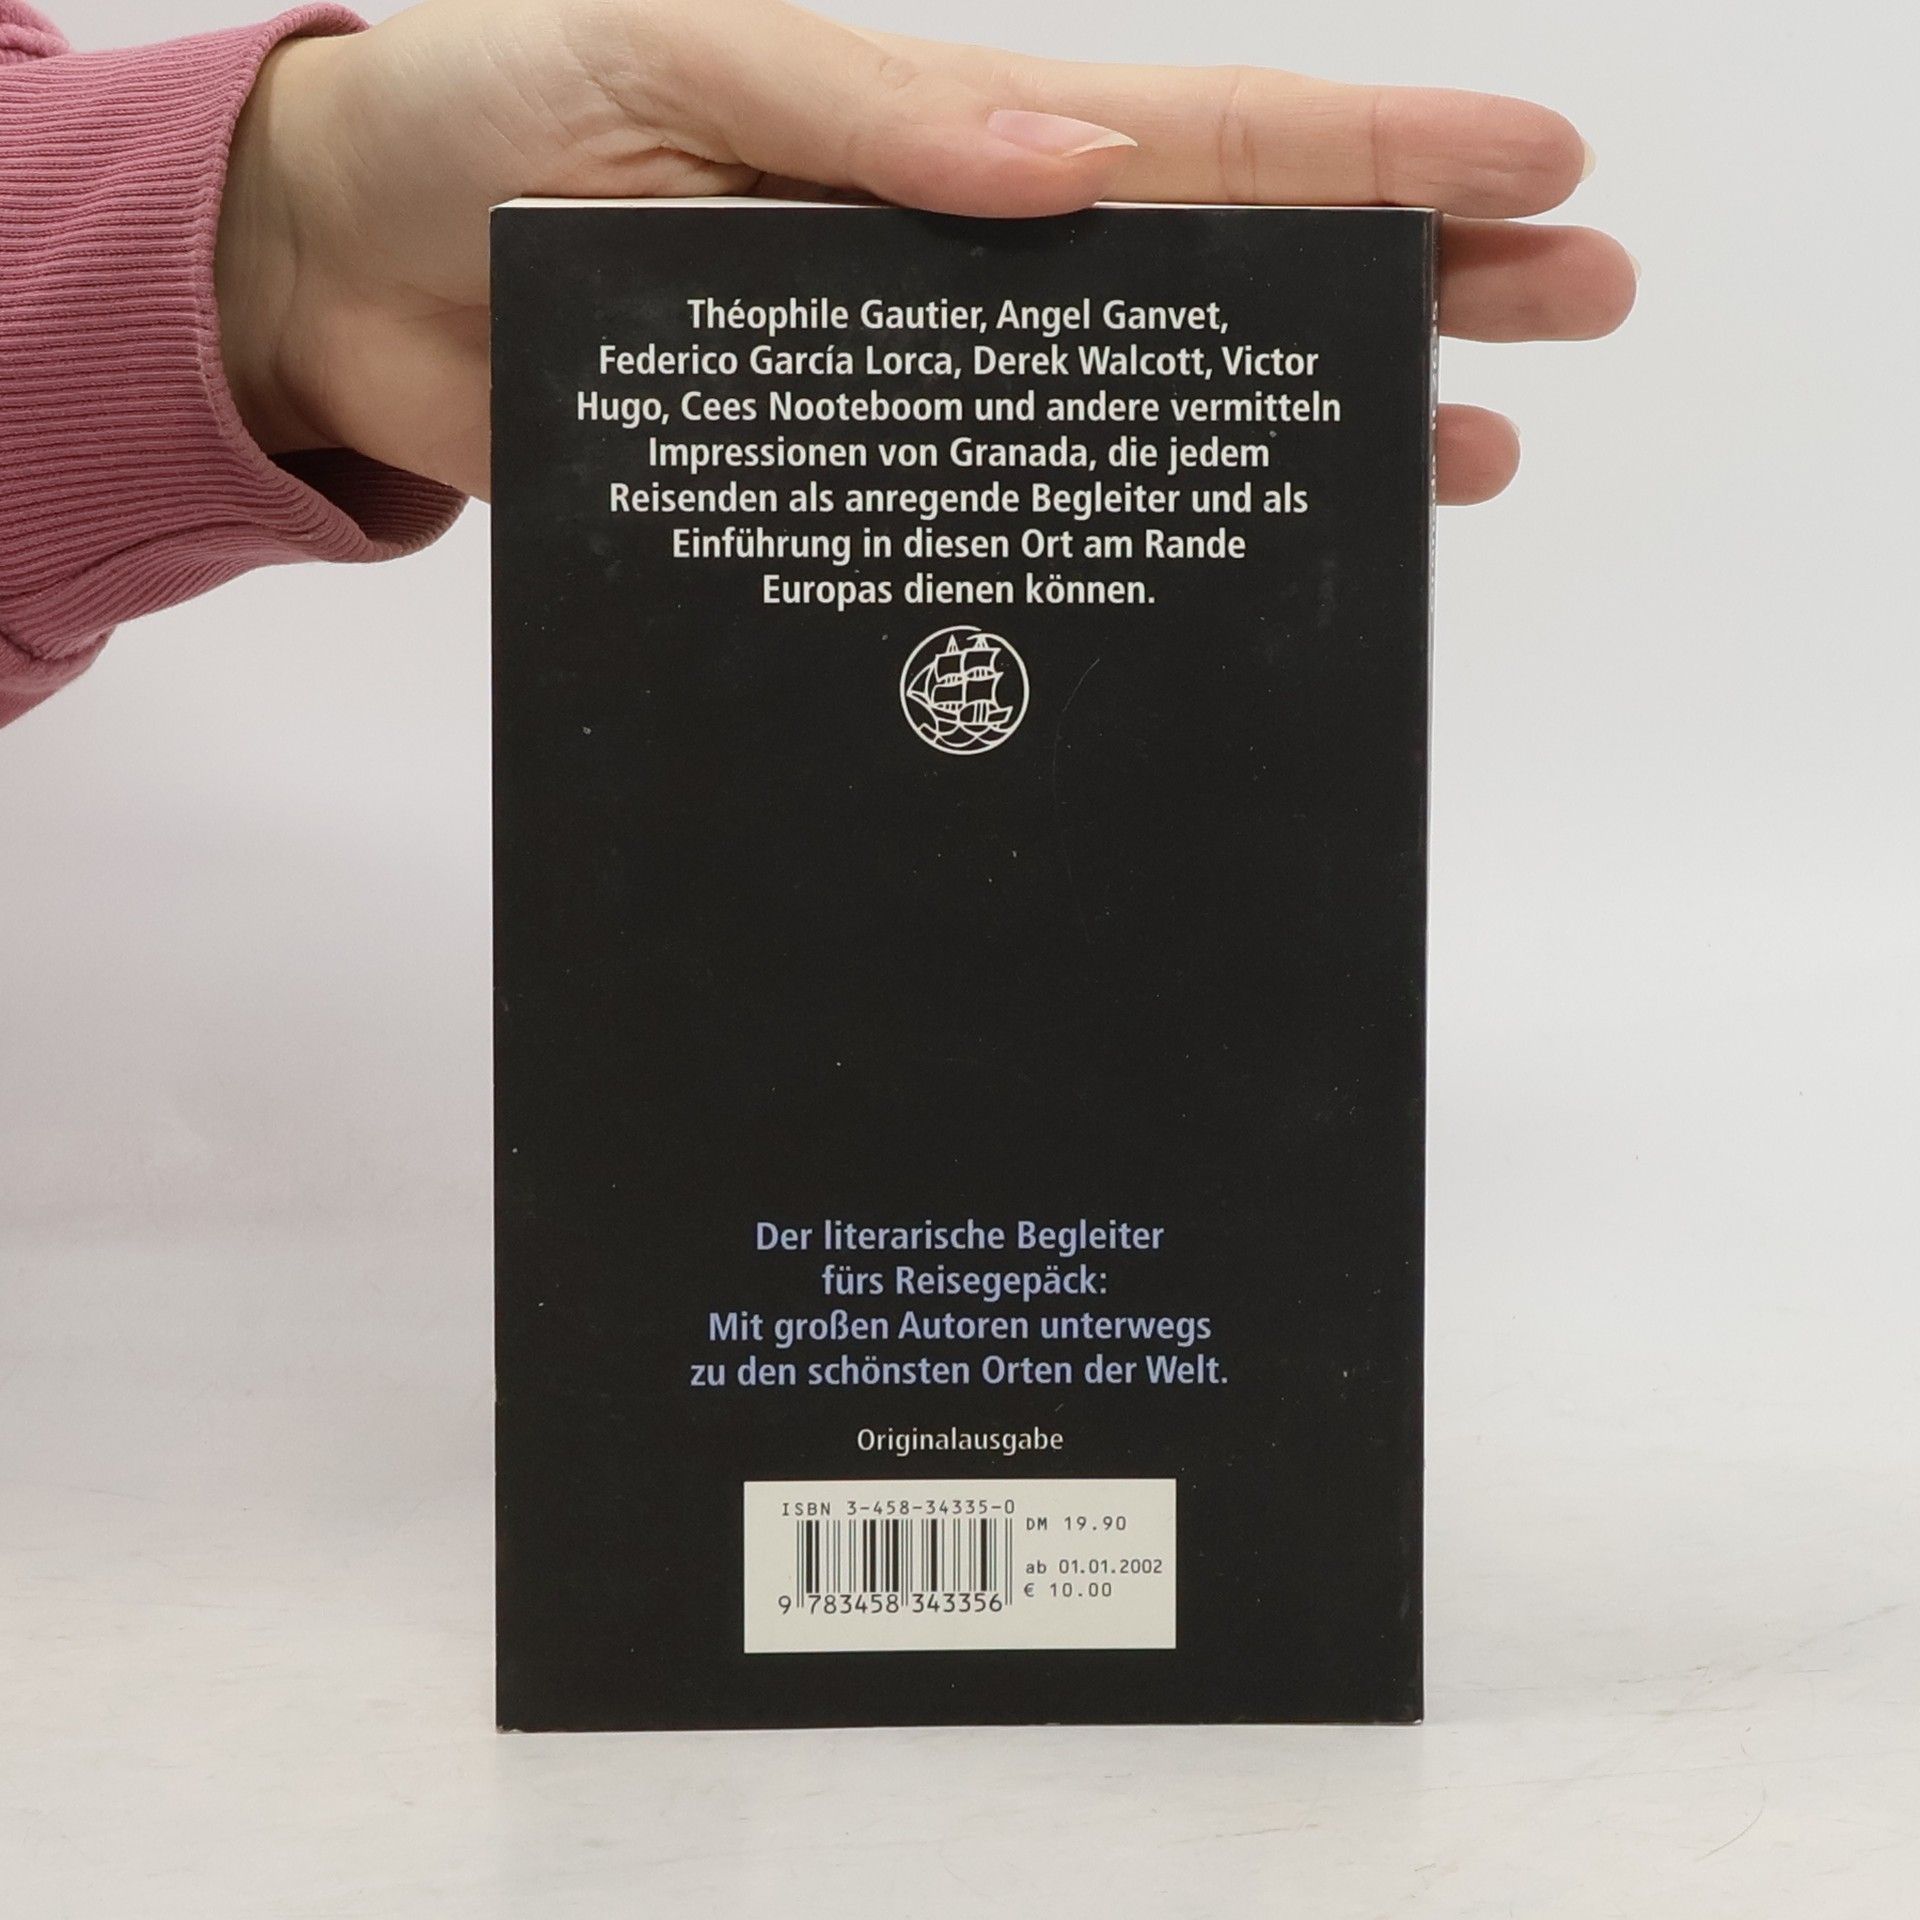 Théophile Gautier, Angel Ganvet,
Federico García Lorca, Derek Walcott, Victor
Hugo, Cees Nooteboom und andere vermitteln
Impressionen von Granada, die jedem
Reisenden als anregende Begleiter und als
Einführung in diesen Ort am Rande
Europas dienen können.
Der literarische Begleiter
fürs Reisegepäck:
Mit großen Autoren unterwegs
zu den schönsten Orten der Welt.
Originalausgabe
ISBN 3-458-34335-0
DM 19.90
ab 01.01.2002
€ 10.00
9 783458 343356